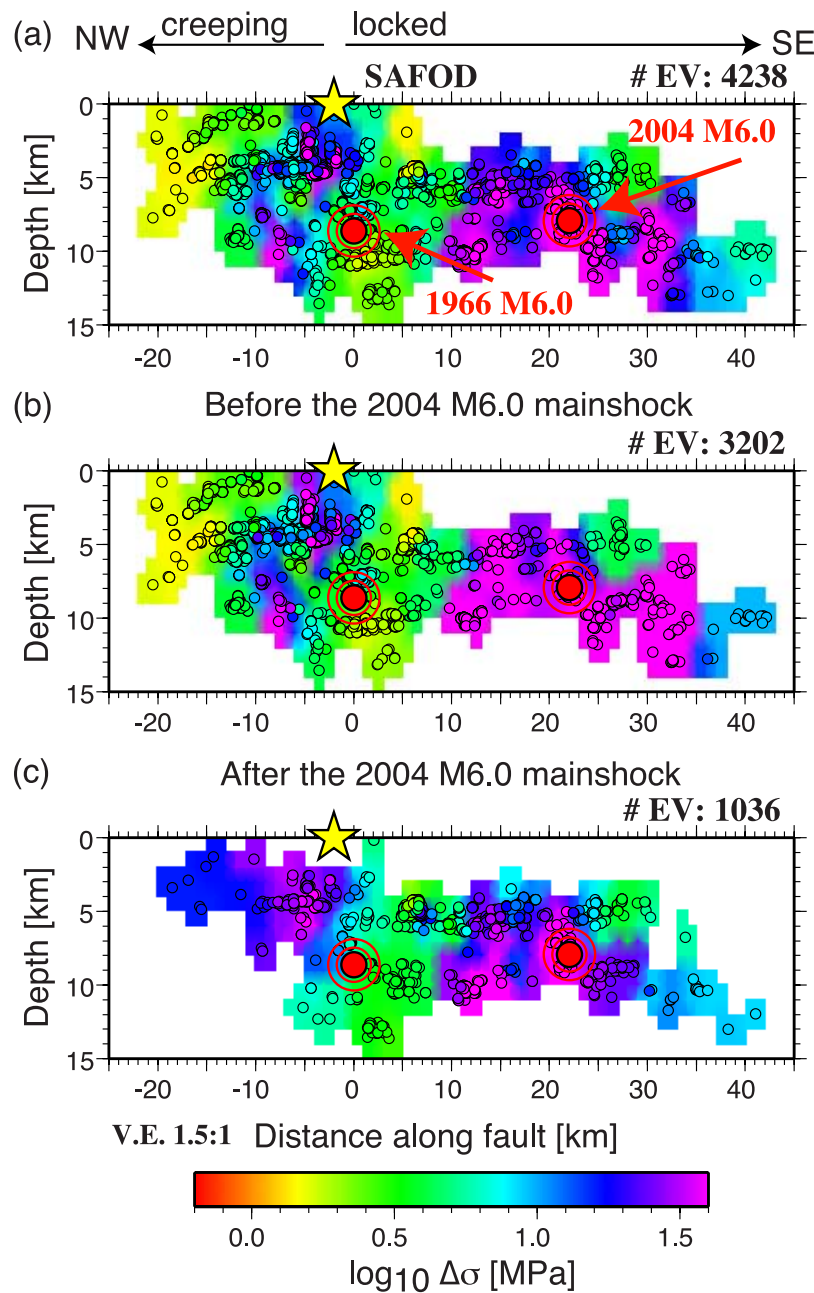 (a) NW creeping locked SE
SAFOD # EV: 4238
2004 M6.0
1966 M6.0
Depth [km]
0
5
10
15
-20 -10 0 10 20 30 40
(b) Before the 2004 M6.0 mainshock
# EV: 3202
Depth [km]
0
5
10
15
-20 -10 0 10 20 30 40
(c) After the 2004 M6.0 mainshock
# EV: 1036
Depth [km]
0
5
10
15
-20 -10 0 10 20 30 40
V.E. 1.5:1 Distance along fault [km]
0.0 0.5 1.0 1.5
log10 Δσ [MPa]